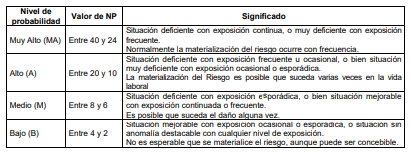 Nivel de probabilidad Valor de NP Significado
Muy Alto (MA) Entre 40 y 24 Situación deficiente con exposición continua, o muy deficiente con exposición
frecuente.
Normalmente la materialización del riesgo ocurre con frecuencia.
Alto (A) Entre 20 y 10 Situación deficiente con exposición frecuente u ocasional, o bien situación
muy deficiente con exposición ocasional o esporádica.
La materialización del Riesgo es posible que suceda varias veces en la vida
laboral
Medio (M) Entre 8 y 6 Situación deficiente con exposición esporádica, o bien situación mejorable
con exposición continuada o frecuente.
Es posible que suceda el daño alguna vez.
Bajo (B) Entre 4 y 2 Situación mejorable con exposición ocasional o esporádica, o situación sin
anomalía destacable con cualquier nivel de exposición.
No es esperable que se materialice el riesgo, aunque puede ser concebible.